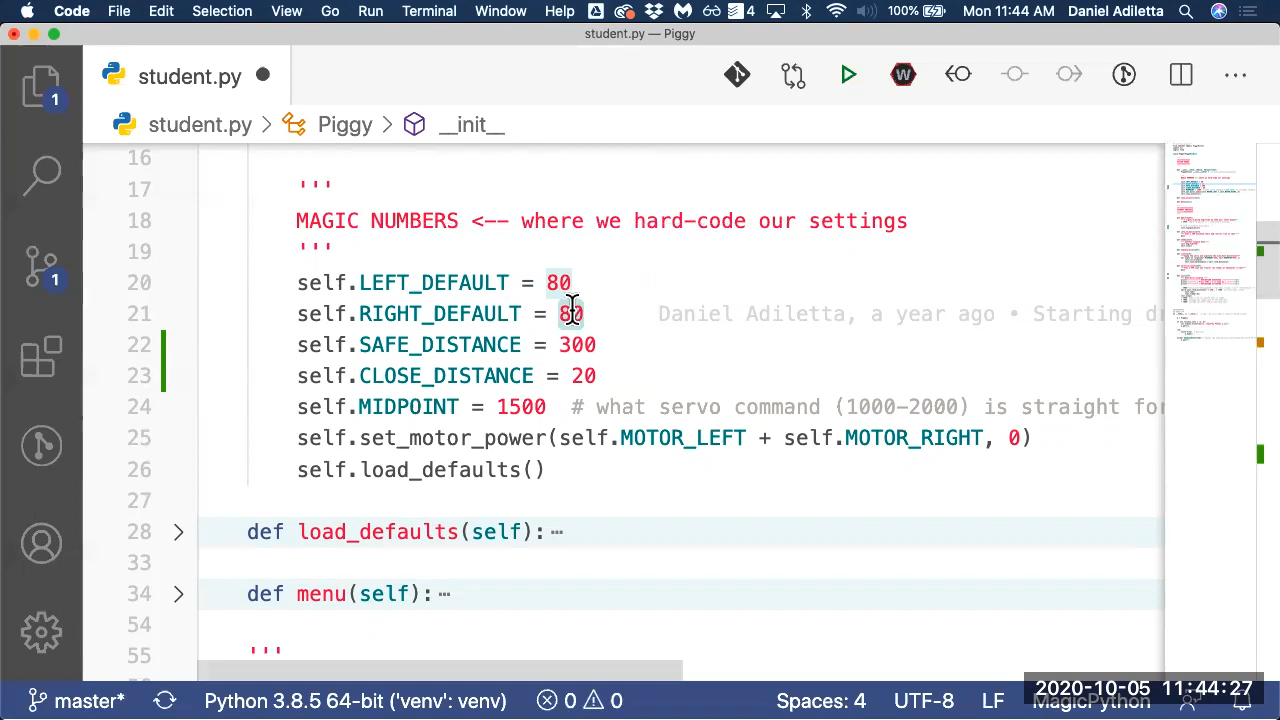 Code File Edit Selection View Go Run Terminal Window Help 4 100% Mon 11:44 AM Daniel Adiletta
student.py — Piggy
student.py
student.py > Piggy > __init__
1
1
16
17 '''
18 MAGIC NUMBERS <-- where we hard-code our settings
19 '''
20 self.LEFT_DEFAULT = 80
21 self.RIGHT_DEFAULT = 80 Daniel Adiletta, a year ago • Starting di
22 self.SAFE_DISTANCE = 300
23 self.CLOSE_DISTANCE = 20
24 self.MIDPOINT = 1500 # what servo command (1000-2000) is straight for
25 self.set_motor_power(self.MOTOR_LEFT + self.MOTOR_RIGHT, 0)
26 self.load_defaults()
27
28 def load_defaults(self):…
33
34 def menu(self):…
54
55 '''
master* Python 3.8.5 64-bit ('venv': venv) 0 0 Spaces: 4 UTF-8 LF MagicPython
2020-10-05 11:44:27